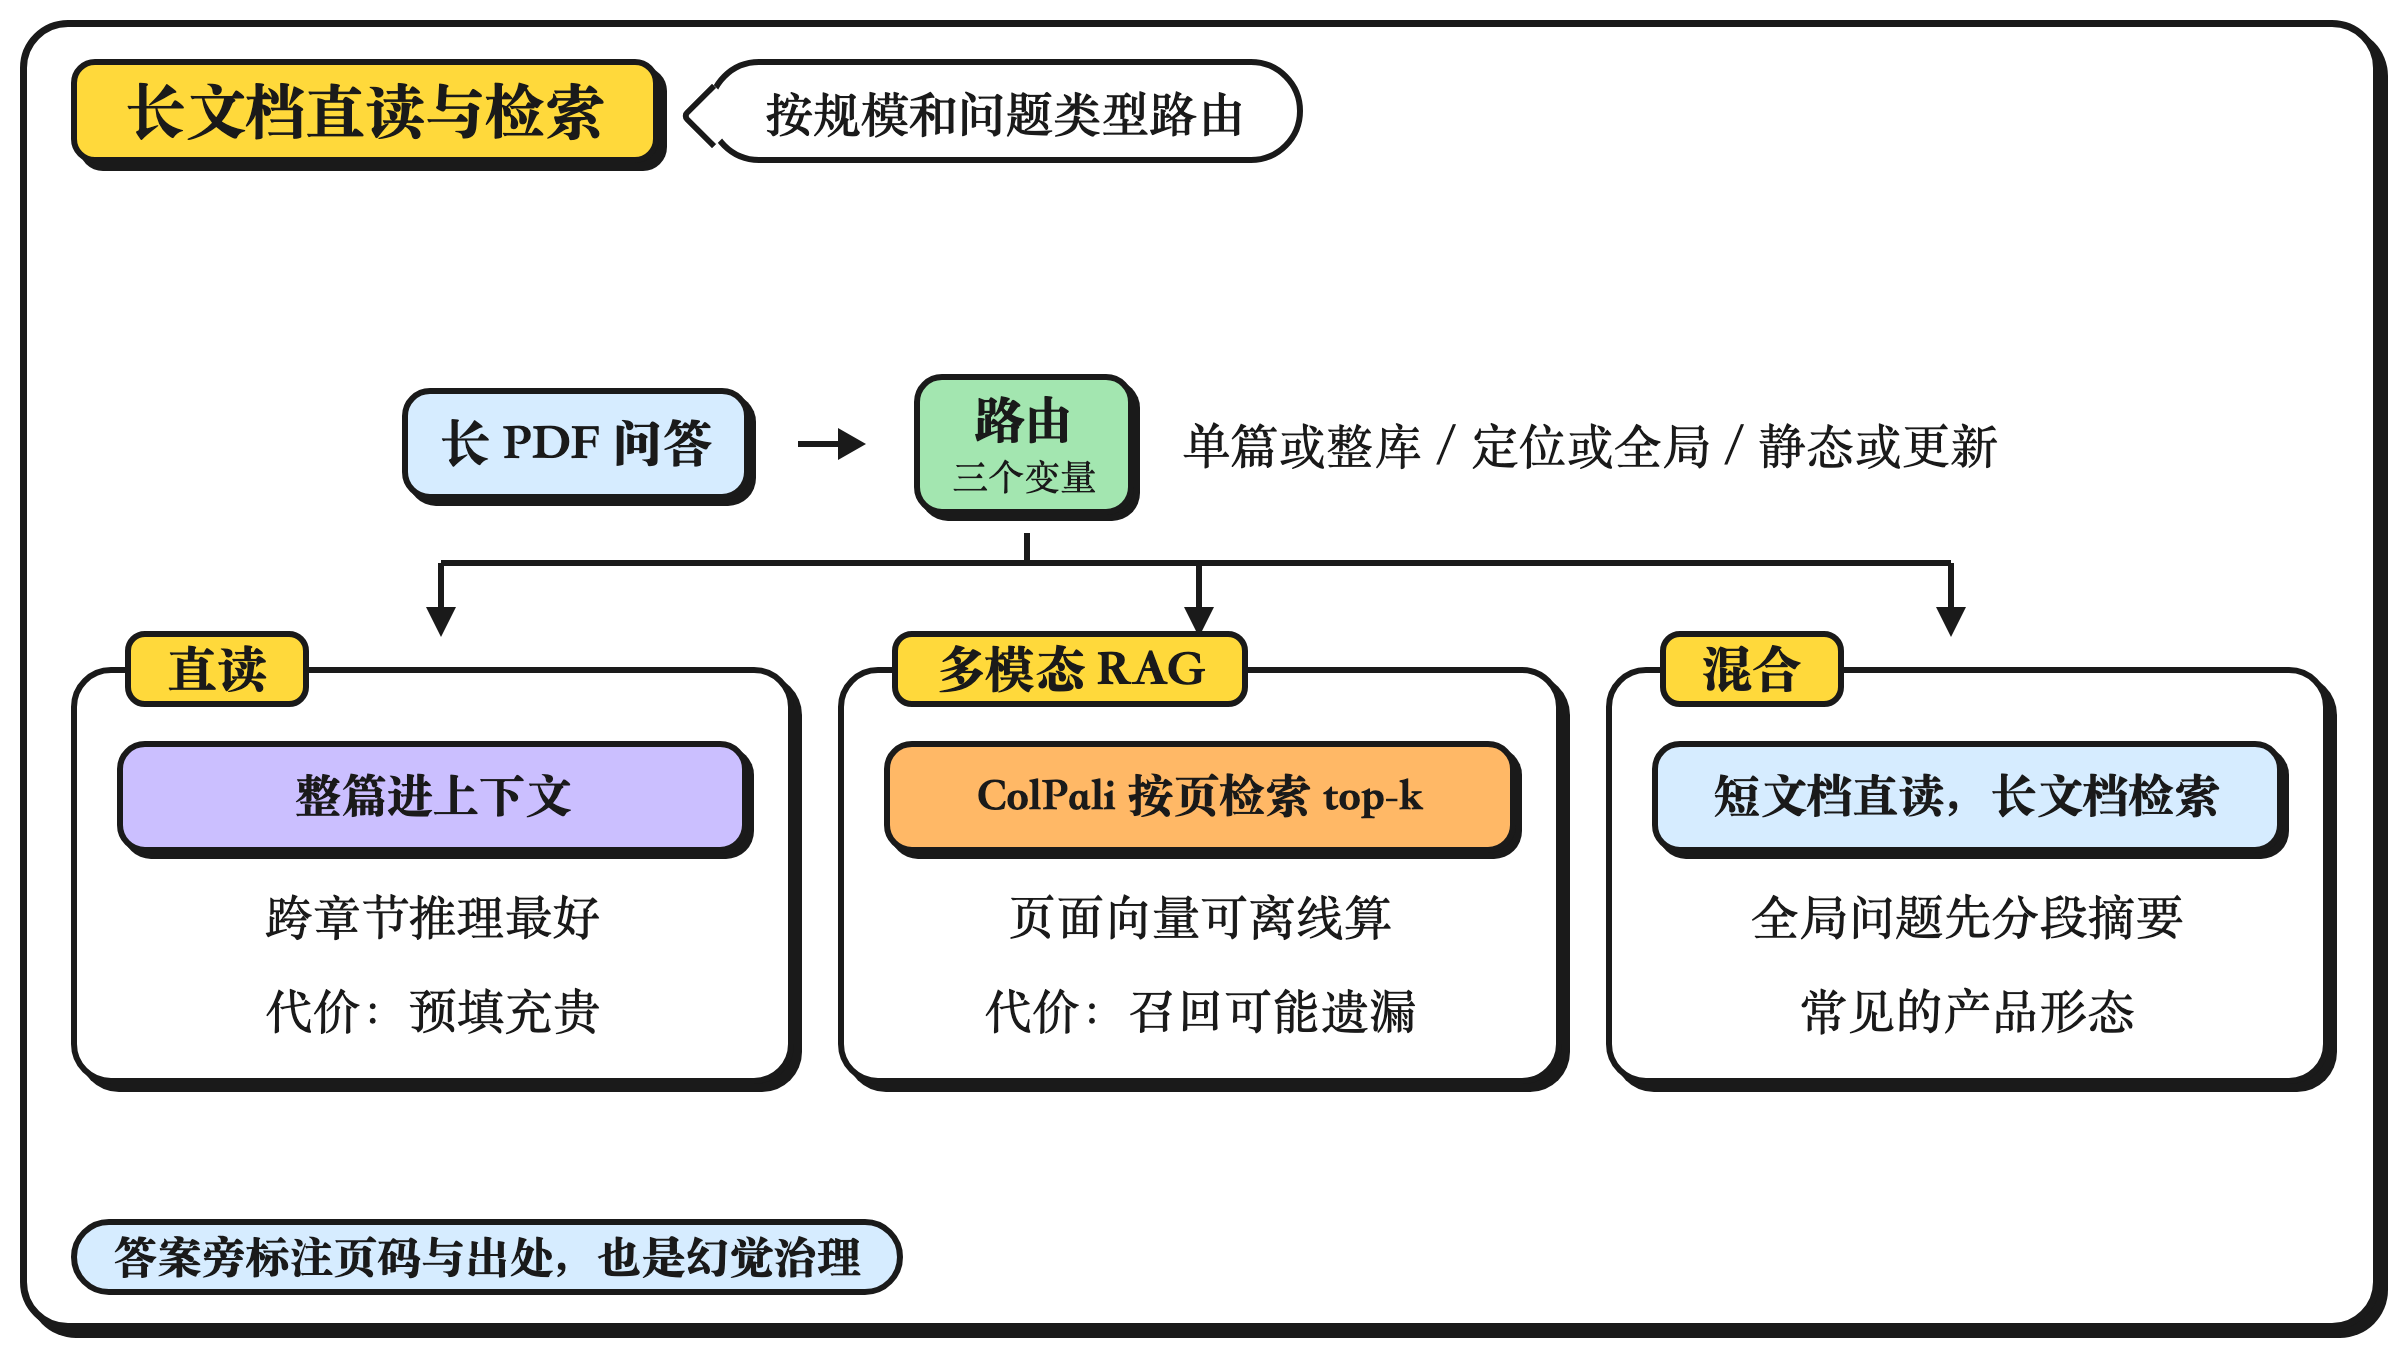 长文档直读与检索
按规模和问题类型路由
长 PDF 问答
路由
三个变量
单篇或整库 / 定位或全局 / 静态或更新
直读
整篇进上下文
跨章节推理最好
代价：预填充贵
多模态 RAG
ColPali 按页检索 top-k
页面向量可离线算
代价：召回可能遗漏
混合
短文档直读，长文档检索
全局问题先分段摘要
常见的产品形态
答案旁标注页码与出处，也是幻觉治理